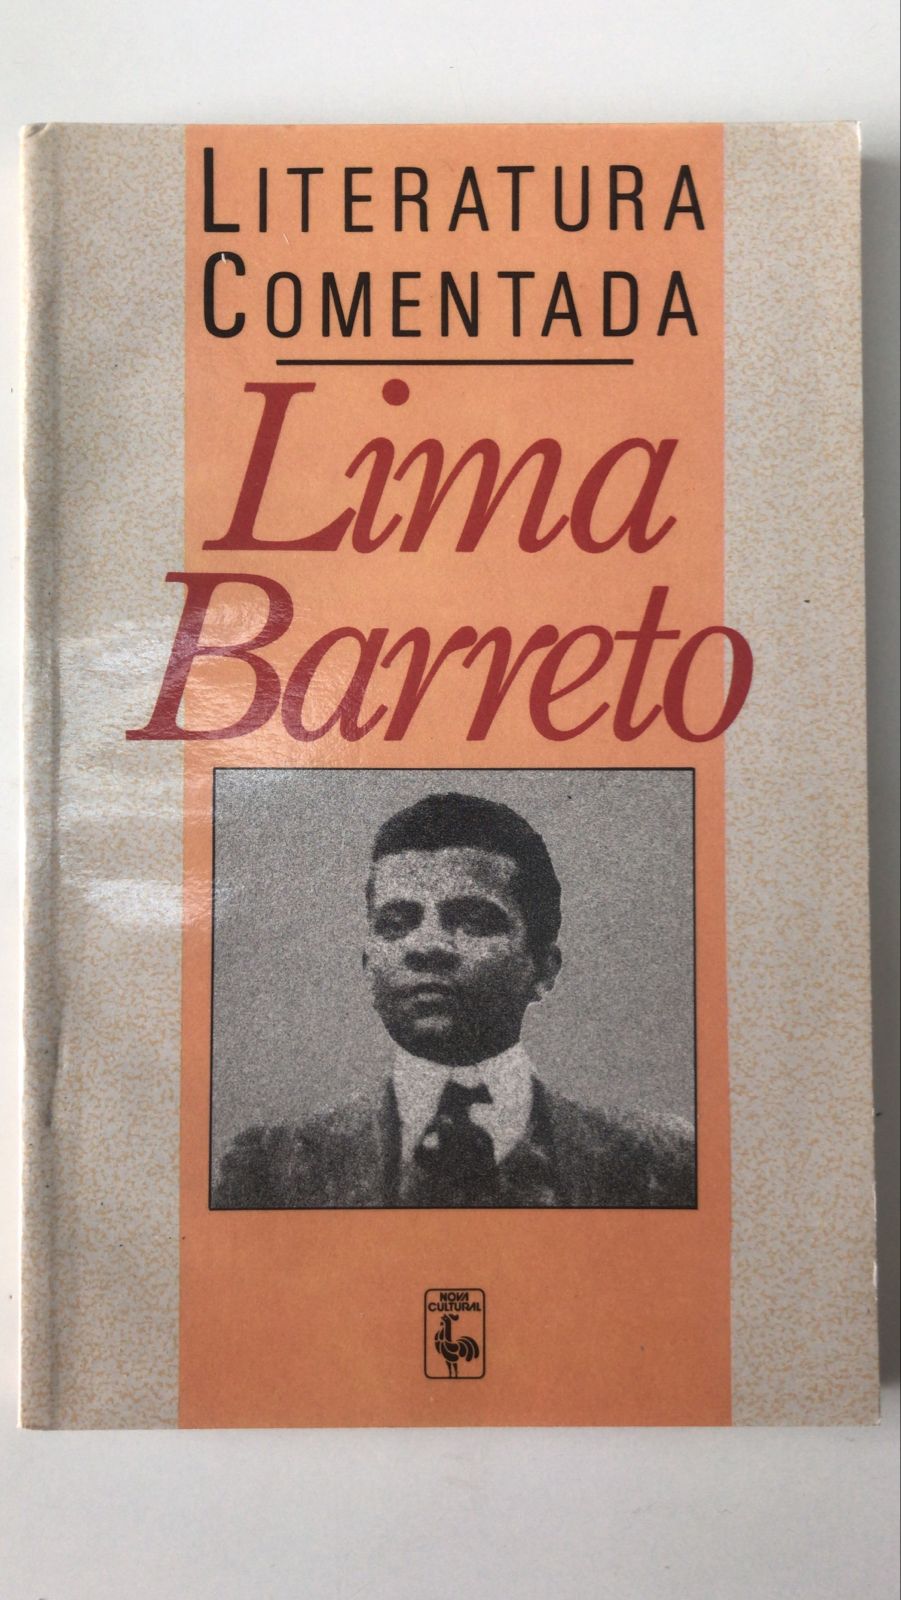 LITERATURA
COMENTADA
Lima
Barreto
NOVA
CULTURAL